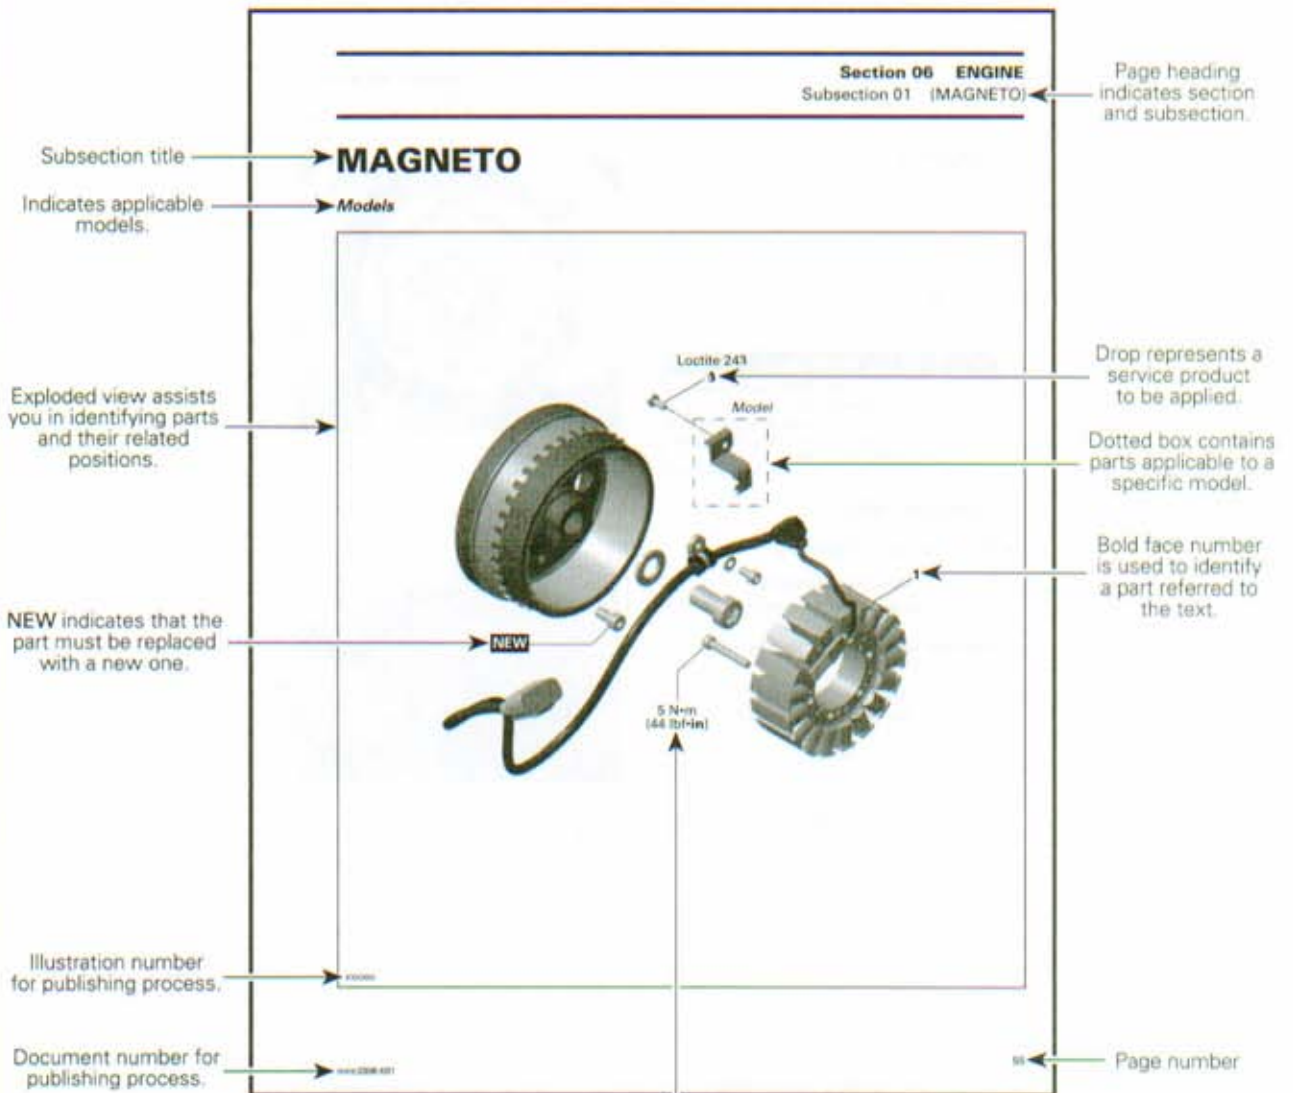 Section 06 ENGINE
Subsection 01 (MAGNETO)
Page heading
indicates section
and subsection.
Subsection title
MAGNETO
Indicates applicable
models.
Models
Loctite 243
Drop represents a
service product
to be applied.
Model
Exploded view assists
you in identifying parts
and their related
positions.
Dotted box contains
parts applicable to a
specific model.
Bold face number
is used to identify
a part referred to
the text.
1
NEW indicates that the
part must be replaced
with a new one.
NEW
5 N•m
(44 lbf•in)
Illustration number
for publishing process.
Document number for
publishing process.
Page number